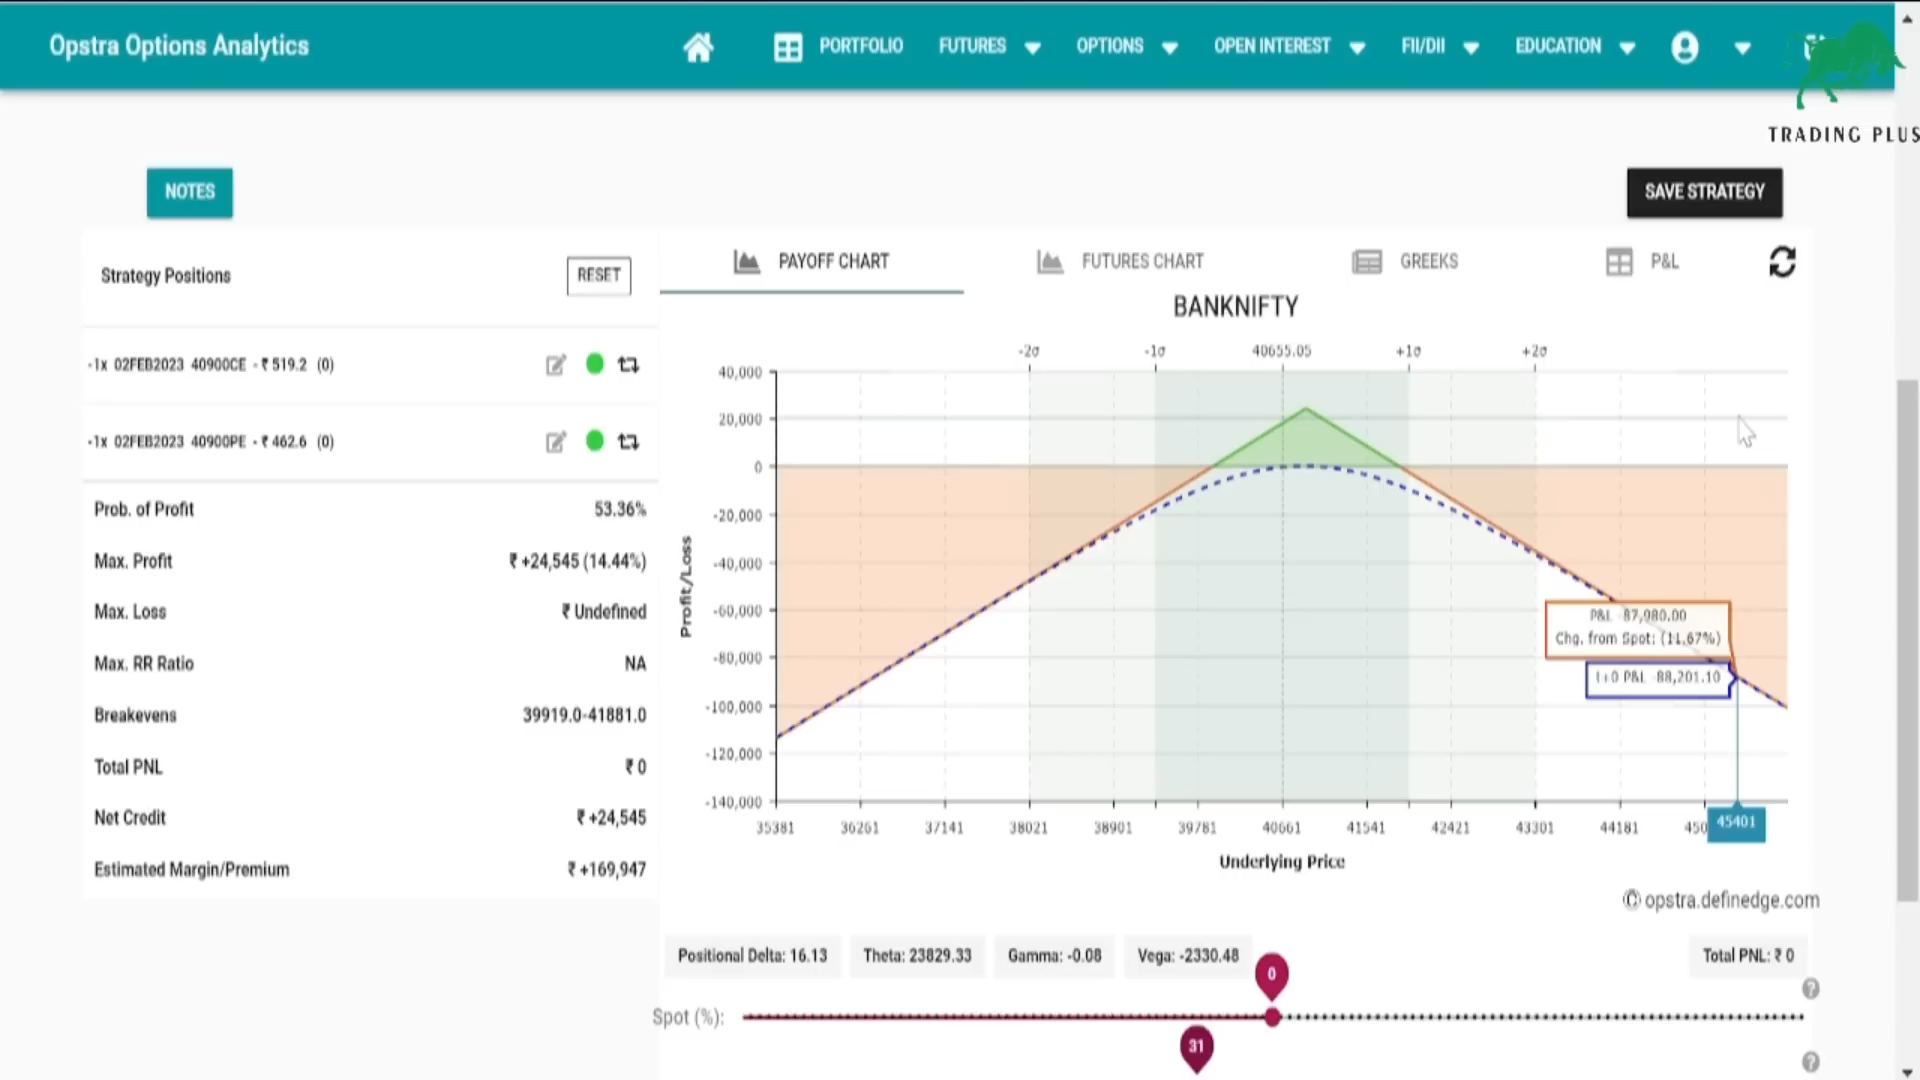 Opstra Options Analytics
PORTFOLIO
FUTURES
OPTIONS
OPEN INTEREST
FII/DII
EDUCATION
TRADING PLUS
NOTES
SAVE STRATEGY
Strategy Positions
RESET
PAYOFF CHART
FUTURES CHART
GREEKS
P&L
BANKNIFTY
-1x 02FEB2023 40900CE - ₹ 519.2 (0)
-1x 02FEB2023 40900PE - ₹ 462.6 (0)
Prob. of Profit 53.36%
Max. Profit ₹ +24,545 (14.44%)
Max. Loss ₹ Undefined
Max. RR Ratio NA
Breakevens 39919.0-41881.0
Total PNL ₹ 0
Net Credit ₹ +24,545
Estimated Margin/Premium ₹ +169,947
-2σ -1σ 40655.05 +1σ +2σ
40,000
20,000
0
-20,000
-40,000
-60,000
-80,000
-100,000
-120,000
-140,000
Profit/Loss
P&L -87,980.00
Chg. from Spot: (11.67%)
P&L -88,201.10
35381 36261 37141 38021 38901 39781 40661 41541 42421 43301 44181 450
45401
Underlying Price
© opstra.definedge.com
Positional Delta: 16.13
Theta: 23829.33
Gamma: -0.08
Vega: -2330.48
Total PNL: ₹ 0
0
Spot (%):
31